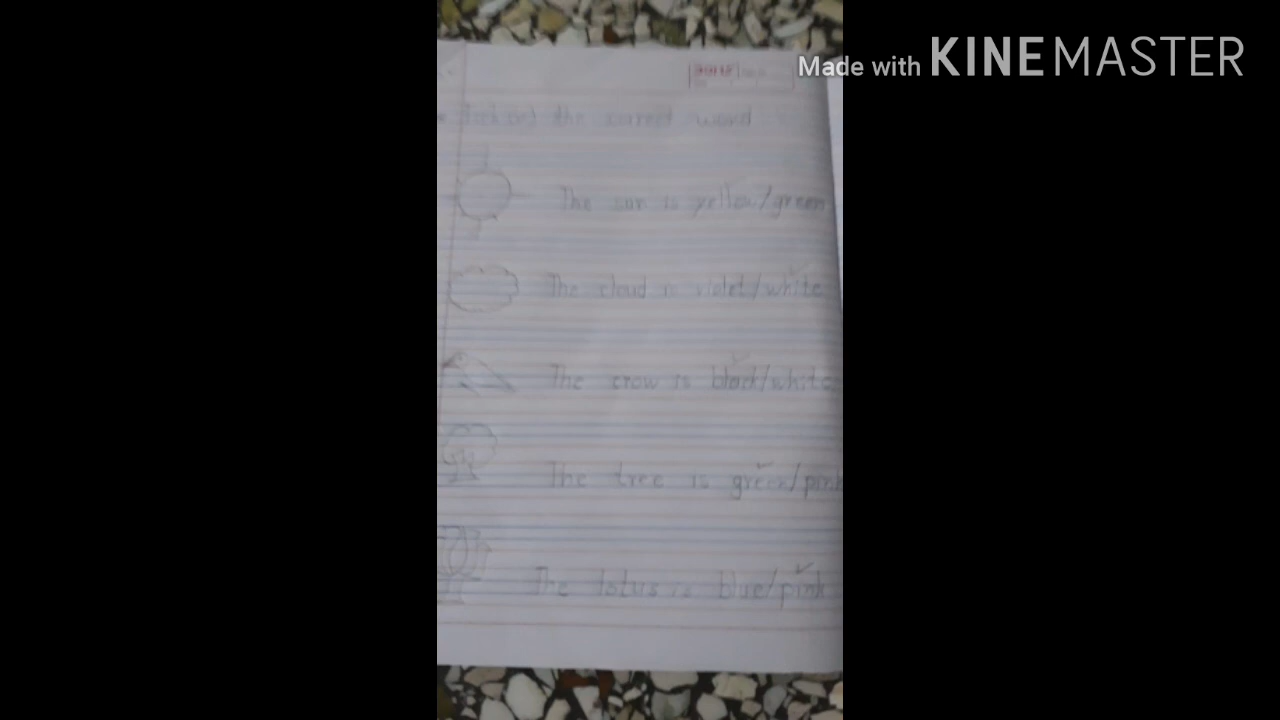 Made with KINEMASTER
the correct word
The sun is yellow/green
The cloud is violet/white
The crow is black/white
The tree is green/pink
The lotus is blue/pink